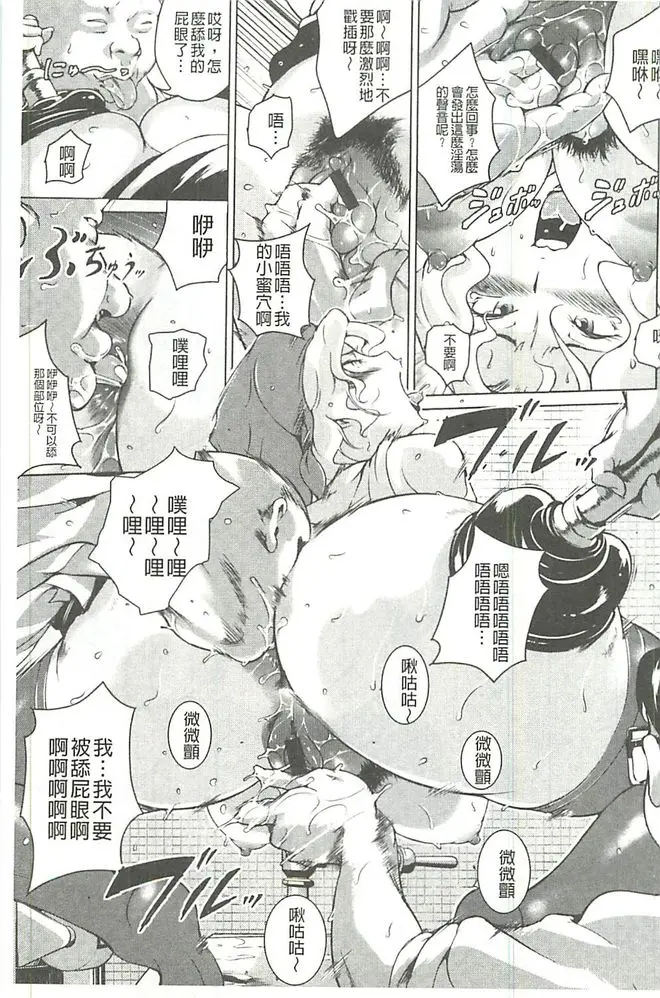 怎麼回事?怎麼
會發出這麼淫蕩
的聲音呢?
ジュボッ
ジュボッ
不要啊
啊~啊啊…不
要那麼激烈地
戳插呀~
唔…
唔唔唔…我
的小蜜穴啊
哎呀，怎
麼舔我的
屁眼了…
啊啊
咿咿
璞哩哩
咿咿咿~不可以舔
那個部位呀~
ブルッ
嗯唔唔唔唔
唔唔唔唔…
璞哩~哩
~哩~哩
~哩~
啾咕咕~
微微顫
微微顫
微微顫
啾咕咕~
我…我不要
被舔屁眼啊
啊啊啊啊啊
ブルッ